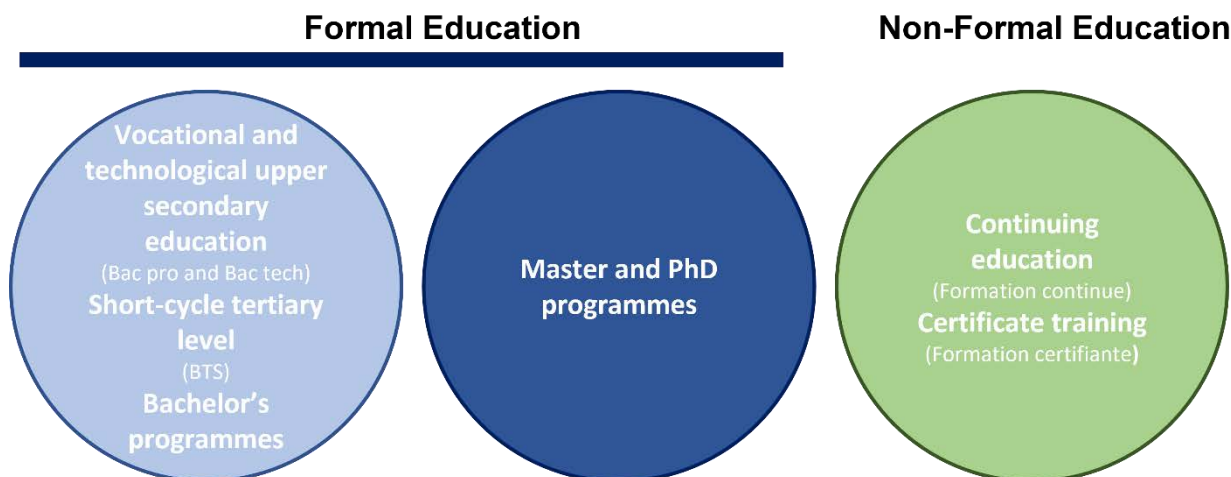 Formal Education
Non-Formal Education
Vocational and
technological upper
secondary
education
(Bac pro and Bac tech)
Short-cycle tertiary
level
(BTS)
Bachelor’s
programmes
Master and PhD
programmes
Continuing
education
(Formation continue)
Certificate training
(Formation certifiante)